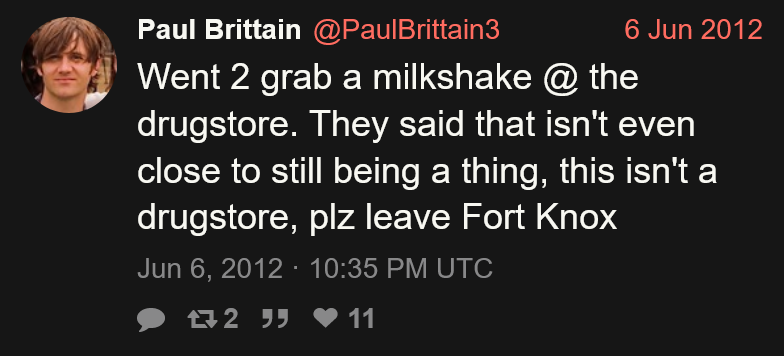 Paul Brittain @PaulBrittain3 6 Jun 2012
Went 2 grab a milkshake @ the
drugstore. They said that isn't even
close to still being a thing, this isn't a
drugstore, plz leave Fort Knox
Jun 6, 2012 · 10:35 PM UTC
2 11